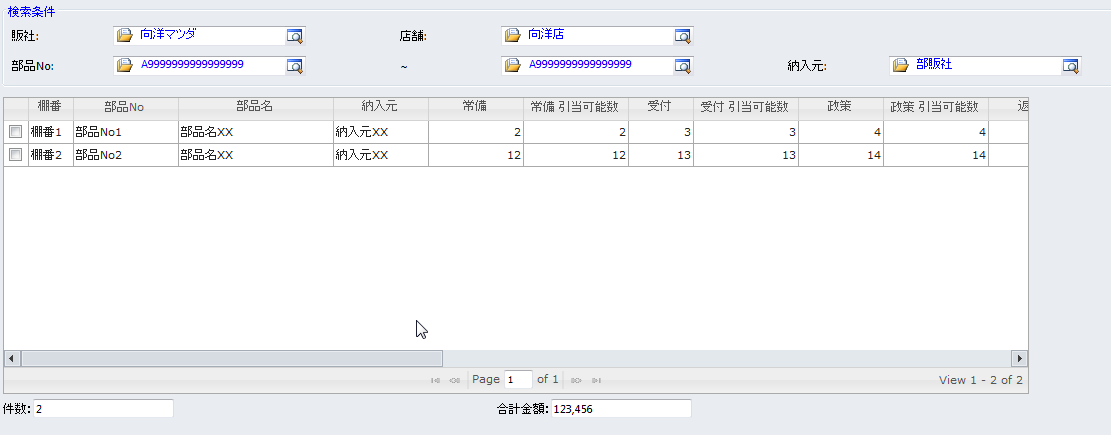 検索条件
販社: 向洋マツダ 店舗: 向洋店
部品No: A9999999999999999 ~ A9999999999999999 納入元: 部販社
棚番 部品No 部品名 納入元 常備 常備 引当可能数 受付 受付 引当可能数 政策 政策 引当可能数 返
棚番1 部品No1 部品名XX 納入元XX 2 2 3 3 4 4
棚番2 部品No2 部品名XX 納入元XX 12 12 13 13 14 14
Page 1 of 1 View 1 - 2 of 2
件数: 2 合計金額: 123,456